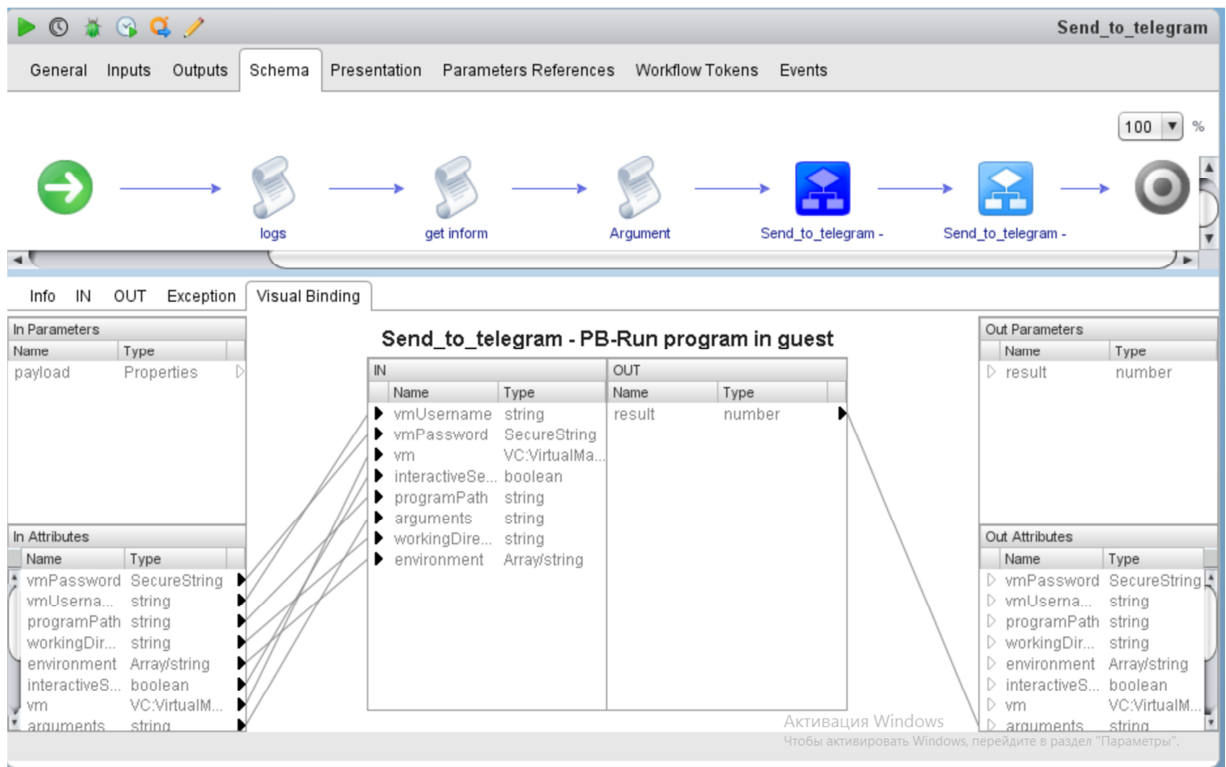 Send_to_telegram
General Inputs Outputs Schema Presentation Parameters References Workflow Tokens Events
100 %
logs get inform Argument Send_to_telegram - Send_to_telegram -
Info IN OUT Exception Visual Binding
In Parameters
Name Type
payload Properties
In Attributes
Name Type
vmPassword SecureString
vmUserna... string
programPath string
workingDir... string
environment Array/string
interactiveS... boolean
vm VC:VirtualM...
arguments string
Send_to_telegram - PB-Run program in guest
IN OUT
Name Type Name Type
vmUsername string result number
vmPassword SecureString
vm VC:VirtualMa...
interactiveSe... boolean
programPath string
arguments string
workingDire... string
environment Array/string
Out Parameters
Name Type
result number
Out Attributes
Name Type
vmPassword SecureString
vmUserna... string
programPath string
workingDir... string
environment Array/string
interactiveS... boolean
vm VC:VirtualM...
arguments string
Активация Windows
Чтобы активировать Windows, перейдите в раздел "Параметры".